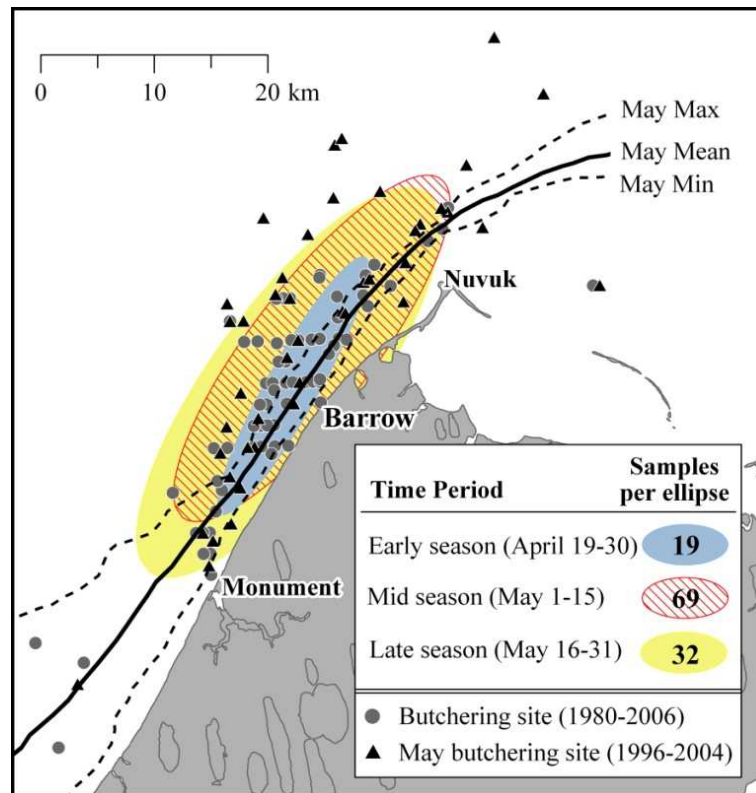 0 10 20 km
May Max
May Mean
May Min
Nuvuk
Barrow
Monument
Time Period Samples per ellipse
Early season (April 19-30) 19
Mid season (May 1-15) 69
Late season (May 16-31) 32
Butchering site (1980-2006)
May butchering site (1996-2004)